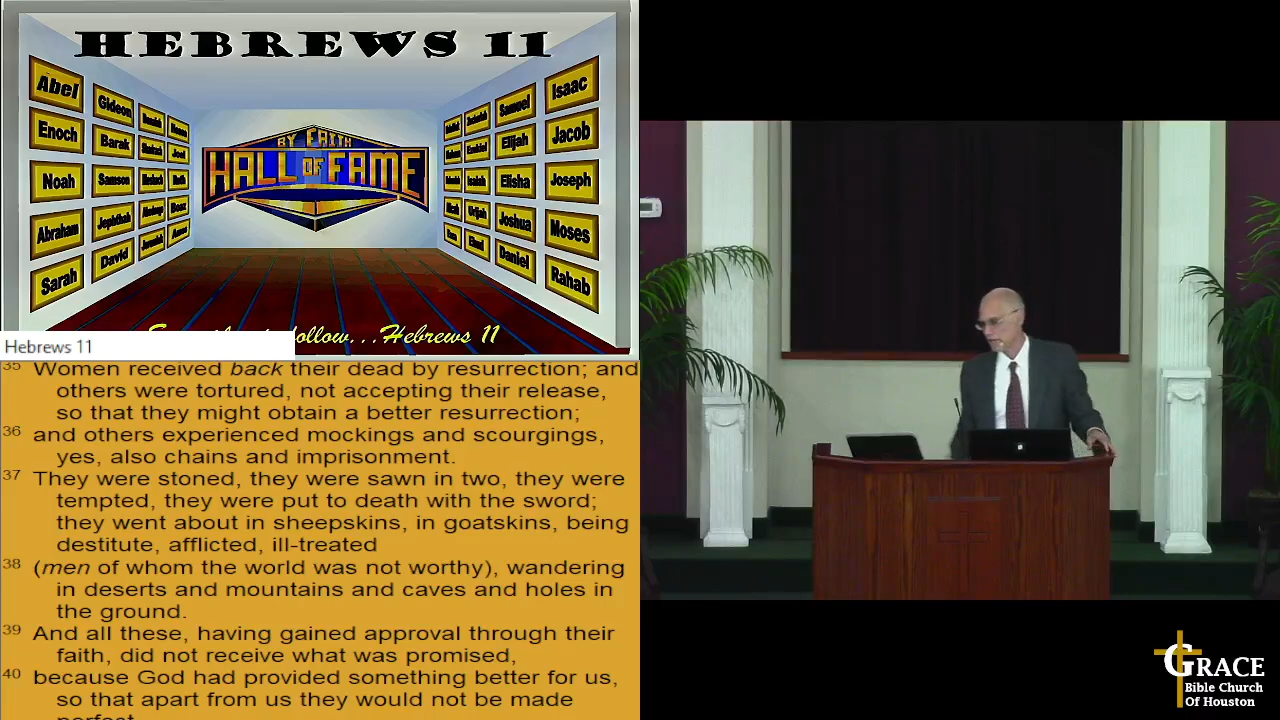 HEBREWS 11
Abel
Gideon
Enoch
Barak
Joel
Noah
Samson
Abraham
Jephthah
Boaz
Sarah
David
Jeremiah
BY FAITH
HALL OF FAME
Samuel
Isaac
Elijah
Jacob
Isaiah
Elisha
Joseph
Uriah
Joshua
Moses
Daniel
Rahab
follow...Hebrews 11
Hebrews 11
35 Women received back their dead by resurrection; and
others were tortured, not accepting their release,
so that they might obtain a better resurrection;
36 and others experienced mockings and scourgings,
yes, also chains and imprisonment.
37 They were stoned, they were sawn in two, they were
tempted, they were put to death with the sword;
they went about in sheepskins, in goatskins, being
destitute, afflicted, ill-treated
38 (men of whom the world was not worthy), wandering
in deserts and mountains and caves and holes in
the ground.
39 And all these, having gained approval through their
faith, did not receive what was promised,
40 because God had provided something better for us,
so that apart from us they would not be made
perfect
GRACE
Bible Church
Of Houston